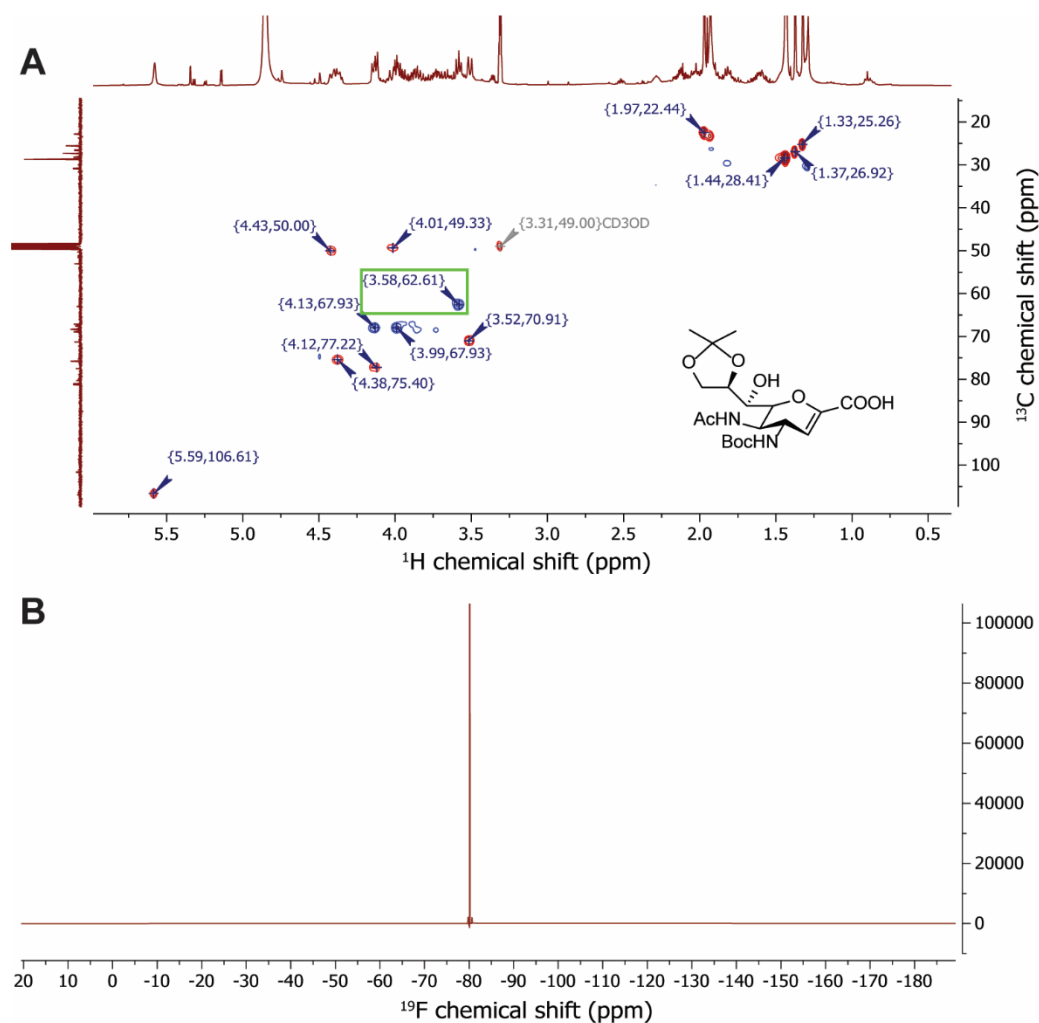 A
{1.97,22.44}
{1.33,25.26}
{1.44,28.41}
{1.37,26.92}
{4.43,50.00}
{4.01,49.33}
{3.31,49.00}CD3OD
{3.58,62.61}
{4.13,67.93}
{3.52,70.91}
{4.12,77.22}
{3.99,67.93}
{4.38,75.40}
{5.59,106.61}
O
O
OH
O
COOH
AcHN
BocHN
20
30
40
50
60
70
80
90
100
¹³C chemical shift (ppm)
5.5 5.0 4.5 4.0 3.5 3.0 2.5 2.0 1.5 1.0 0.5
¹H chemical shift (ppm)
B
100000
80000
60000
40000
20000
0
20 10 0 -10 -20 -30 -40 -50 -60 -70 -80 -90 -100 -110 -120 -130 -140 -150 -160 -170 -180
¹⁹F chemical shift (ppm)